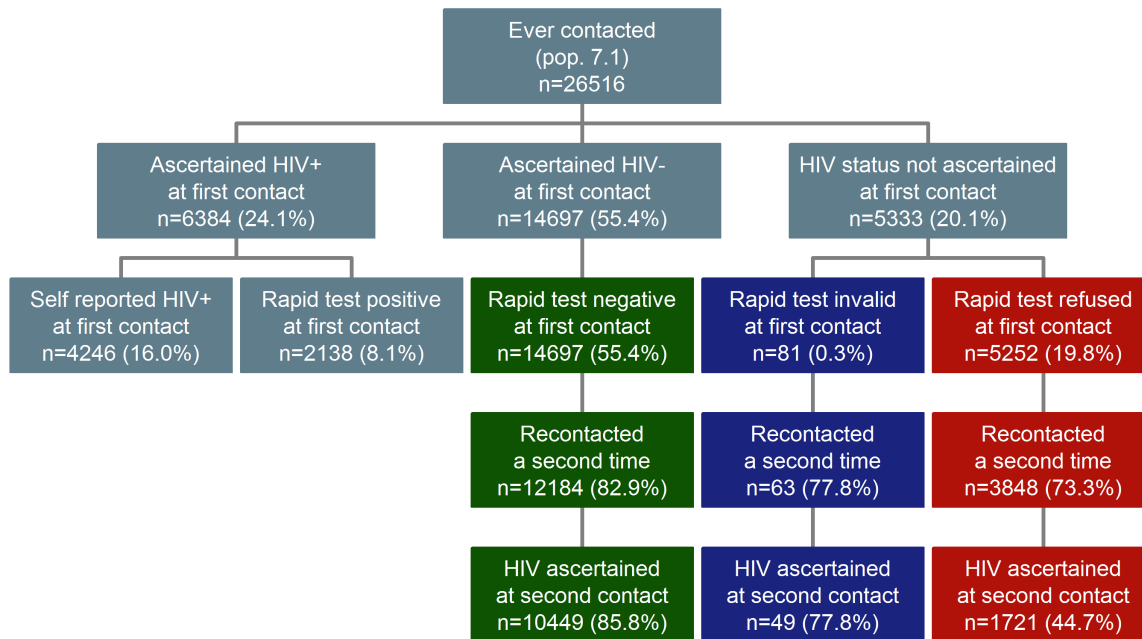 Ever contacted
(pop. 7.1)
n=26516
Ascertained HIV+
at first contact
n=6384 (24.1%)
Ascertained HIV-
at first contact
n=14697 (55.4%)
HIV status not ascertained
at first contact
n=5333 (20.1%)
Self reported HIV+
at first contact
n=4246 (16.0%)
Rapid test positive
at first contact
n=2138 (8.1%)
Rapid test negative
at first contact
n=14697 (55.4%)
Rapid test invalid
at first contact
n=81 (0.3%)
Rapid test refused
at first contact
n=5252 (19.8%)
Recontacted
a second time
n=12184 (82.9%)
Recontacted
a second time
n=63 (77.8%)
Recontacted
a second time
n=3848 (73.3%)
HIV ascertained
at second contact
n=10449 (85.8%)
HIV ascertained
at second contact
n=49 (77.8%)
HIV ascertained
at second contact
n=1721 (44.7%)